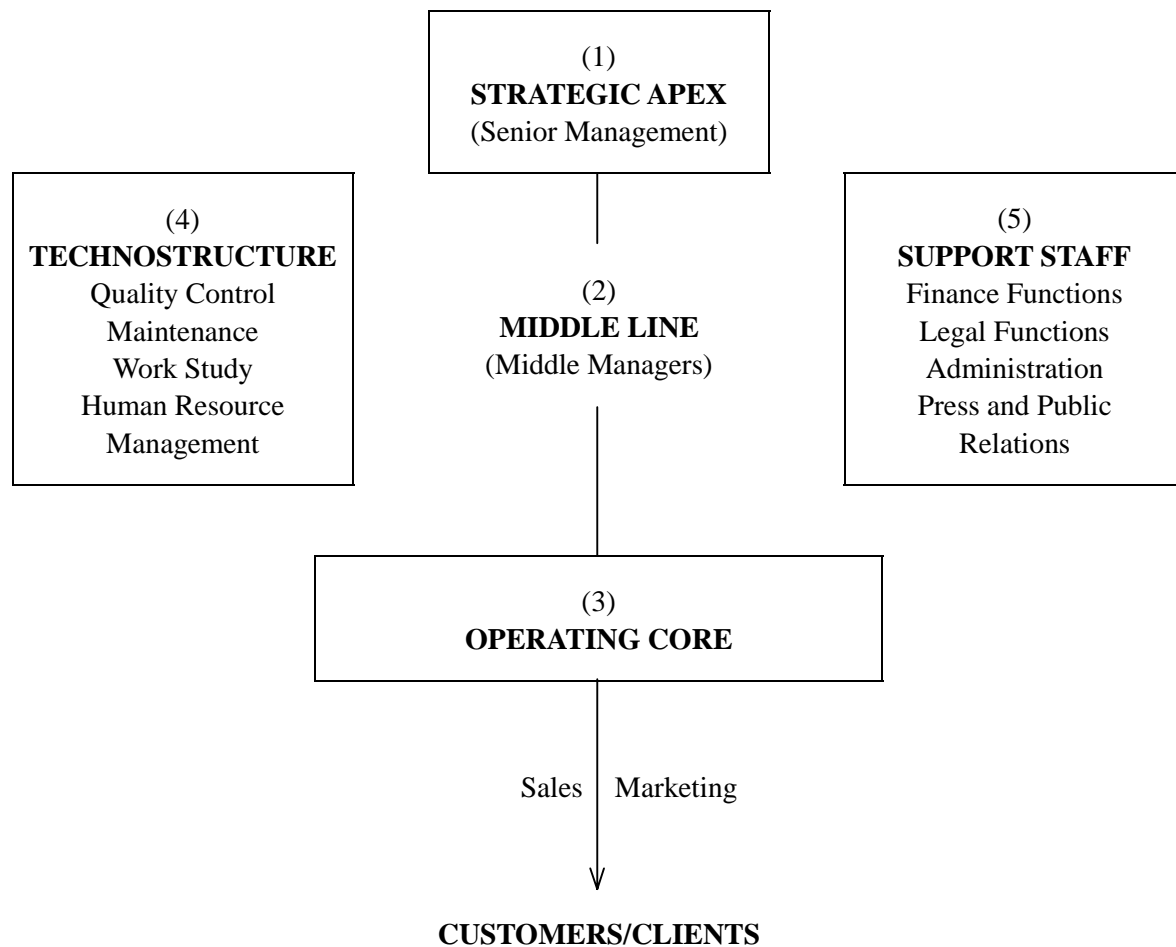 (1)
STRATEGIC APEX
(Senior Management)
(4)
TECHNOSTRUCTURE
Quality Control
Maintenance
Work Study
Human Resource
Management
(2)
MIDDLE LINE
(Middle Managers)
(5)
SUPPORT STAFF
Finance Functions
Legal Functions
Administration
Press and Public
Relations
(3)
OPERATING CORE
Sales Marketing
CUSTOMERS/CLIENTS